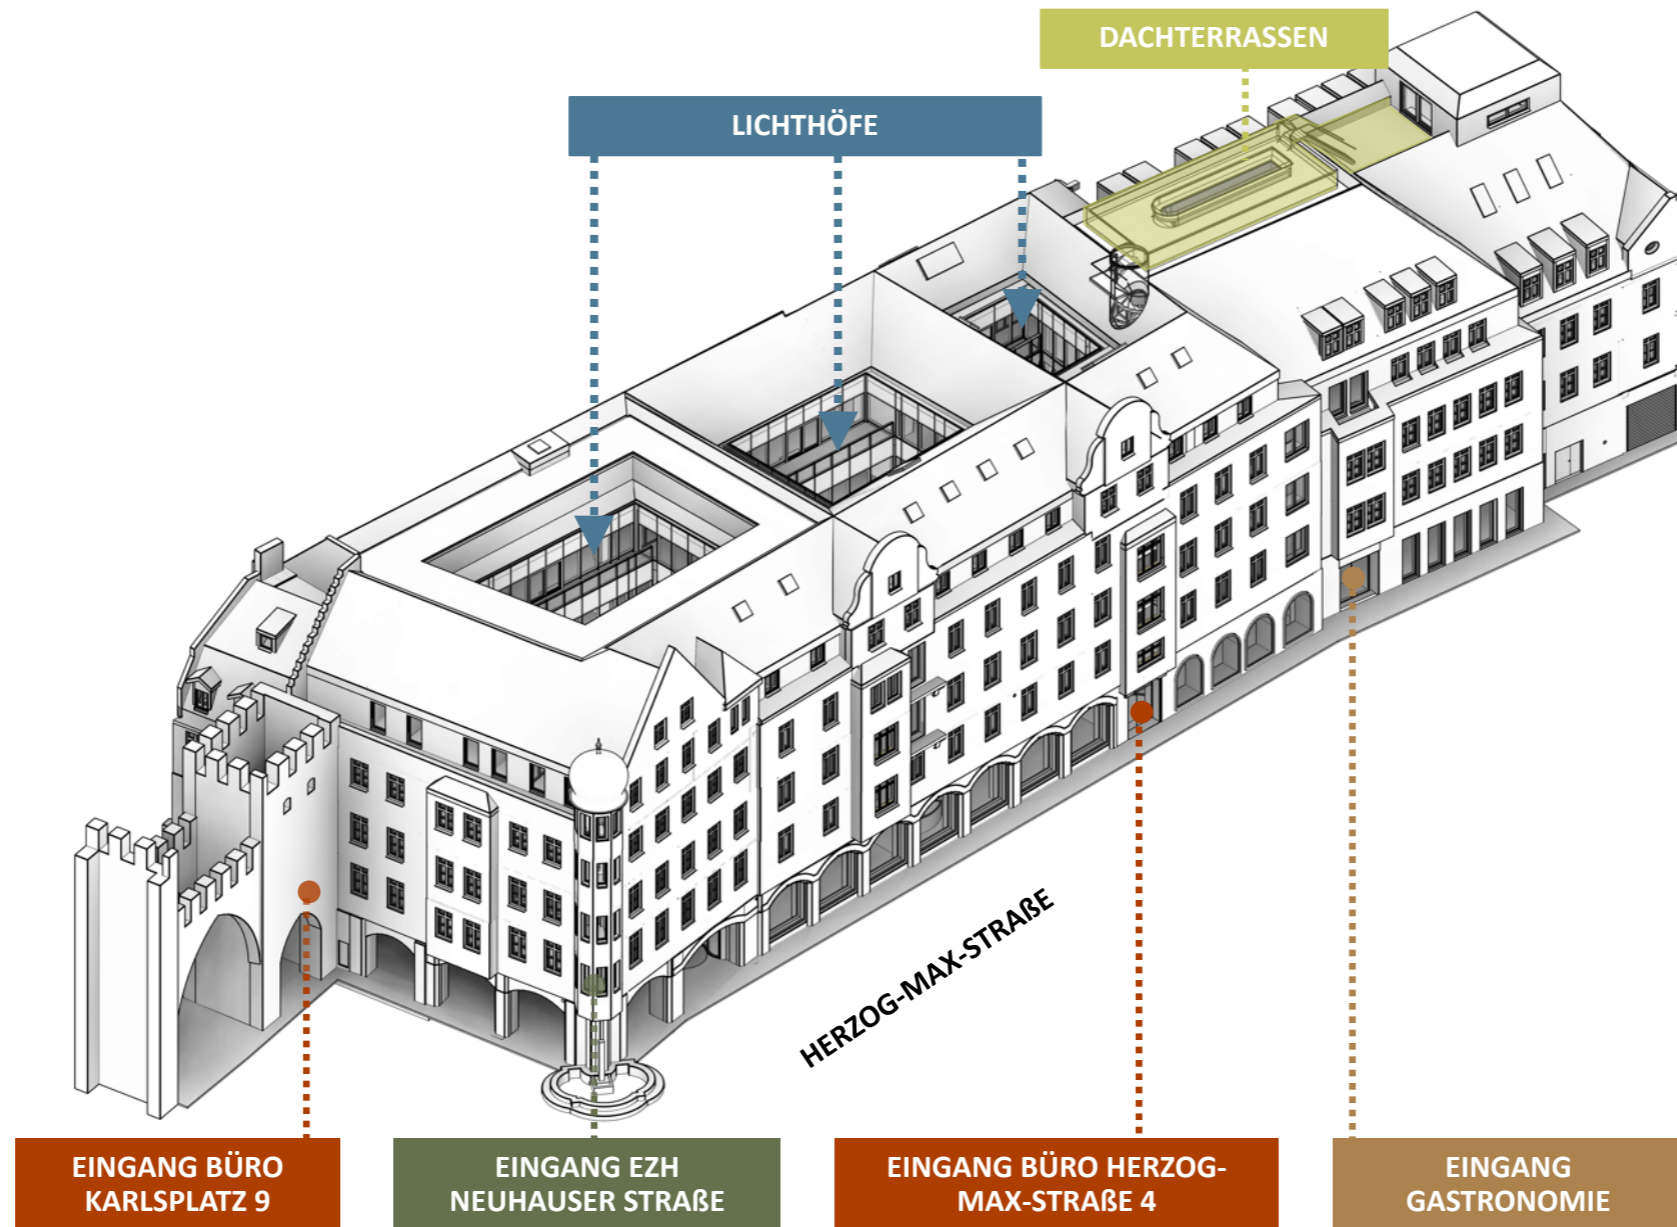 DACHTERRASSEN
LICHTHÖFE
HERZOG-MAX-STRAßE
EINGANG BÜRO
KARLSPLATZ 9
EINGANG EZH
NEUHAUSER STRAßE
EINGANG BÜRO HERZOG-
MAX-STRAßE 4
EINGANG
GASTRONOMIE